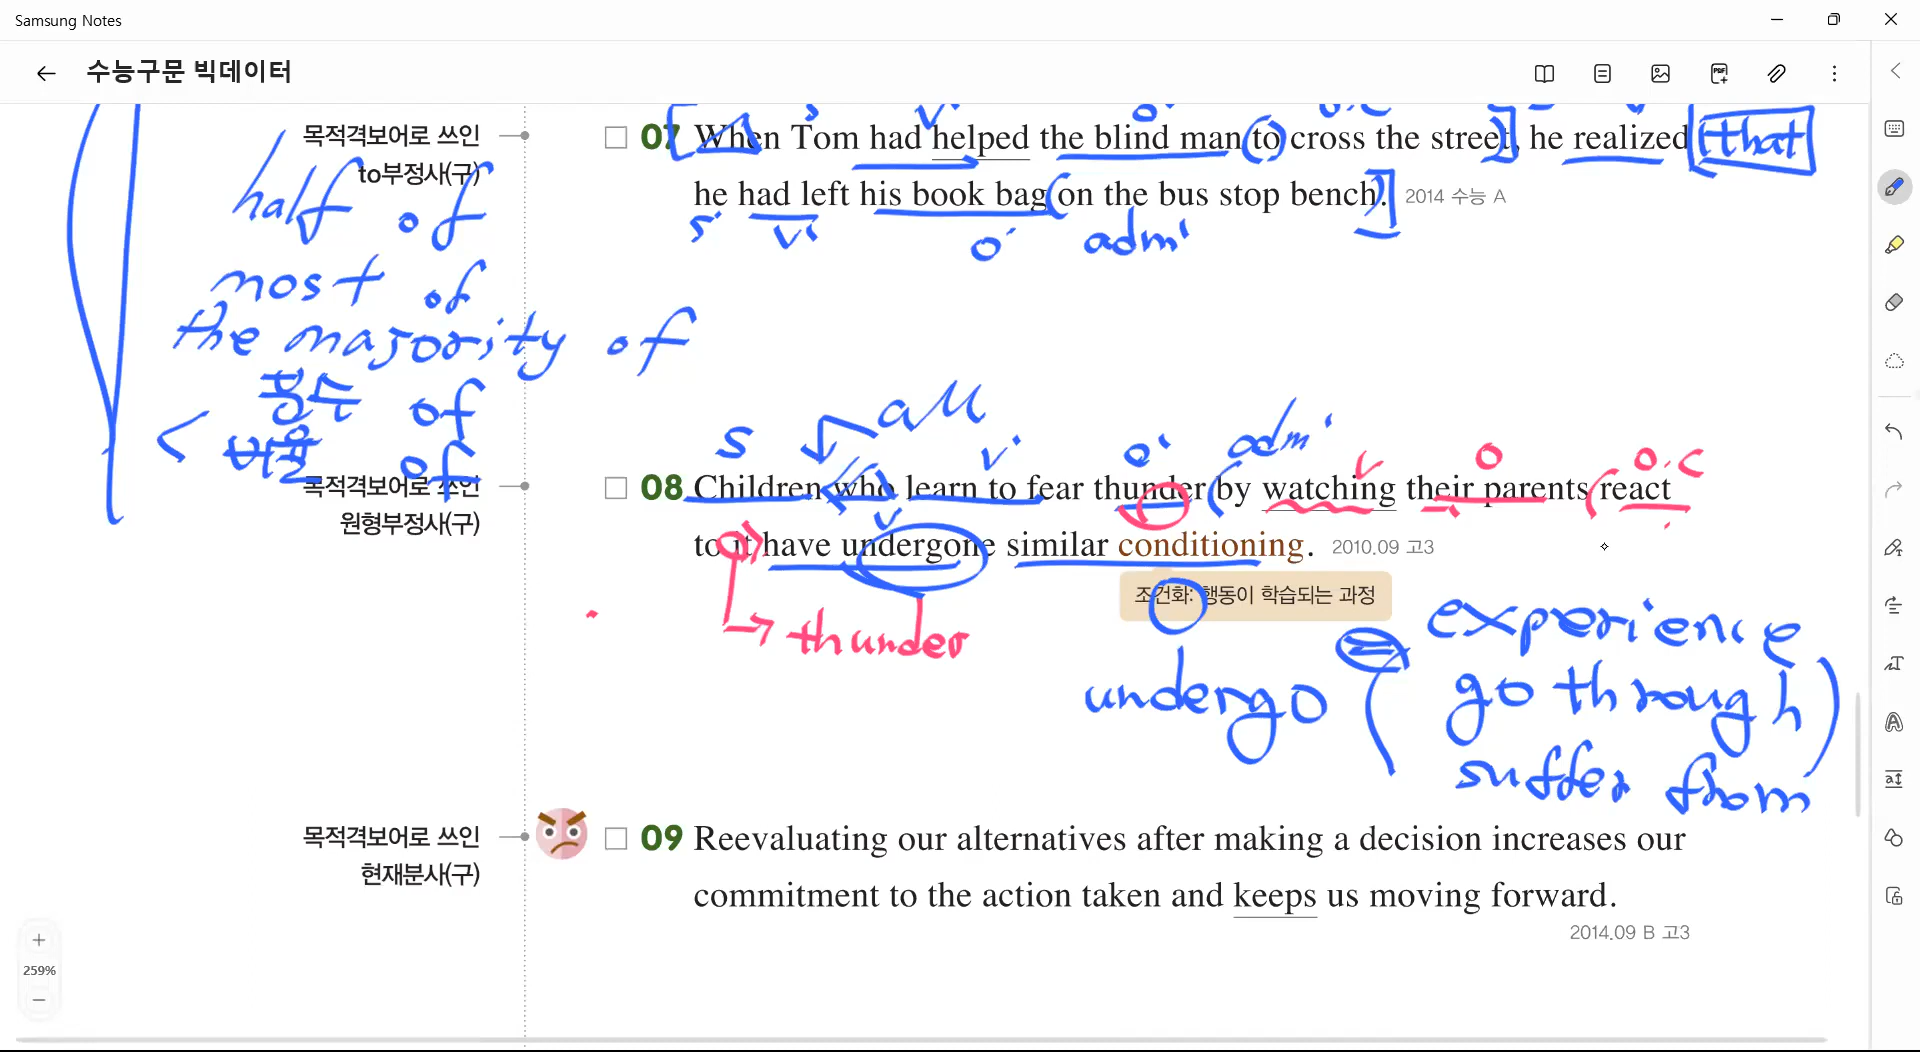 Samsung Notes
수능구문 빅데이터
목적격보어로 쓰인
to부정사(구)
07 When Tom had helped the blind man to cross the street, he realized that
s v' o' o.c
he had left his book bag on the bus stop bench. 2014 수능 A
s' v' o' adm'
half of
most of
the majority of
분수 of
< 비율 of
all
s v' o' adm' v o o.c
목적격보어로 쓰인
원형부정사(구)
08 Children who learn to fear thunder by watching their parents react
v
to it have undergone similar conditioning. 2010.09 고3
조건화: 행동이 학습되는 과정
thunder
undergo = ( experience
go through )
suffer from
목적격보어로 쓰인
현재분사(구)
09 Reevaluating our alternatives after making a decision increases our
commitment to the action taken and keeps us moving forward.
2014.09 B 고3
259%